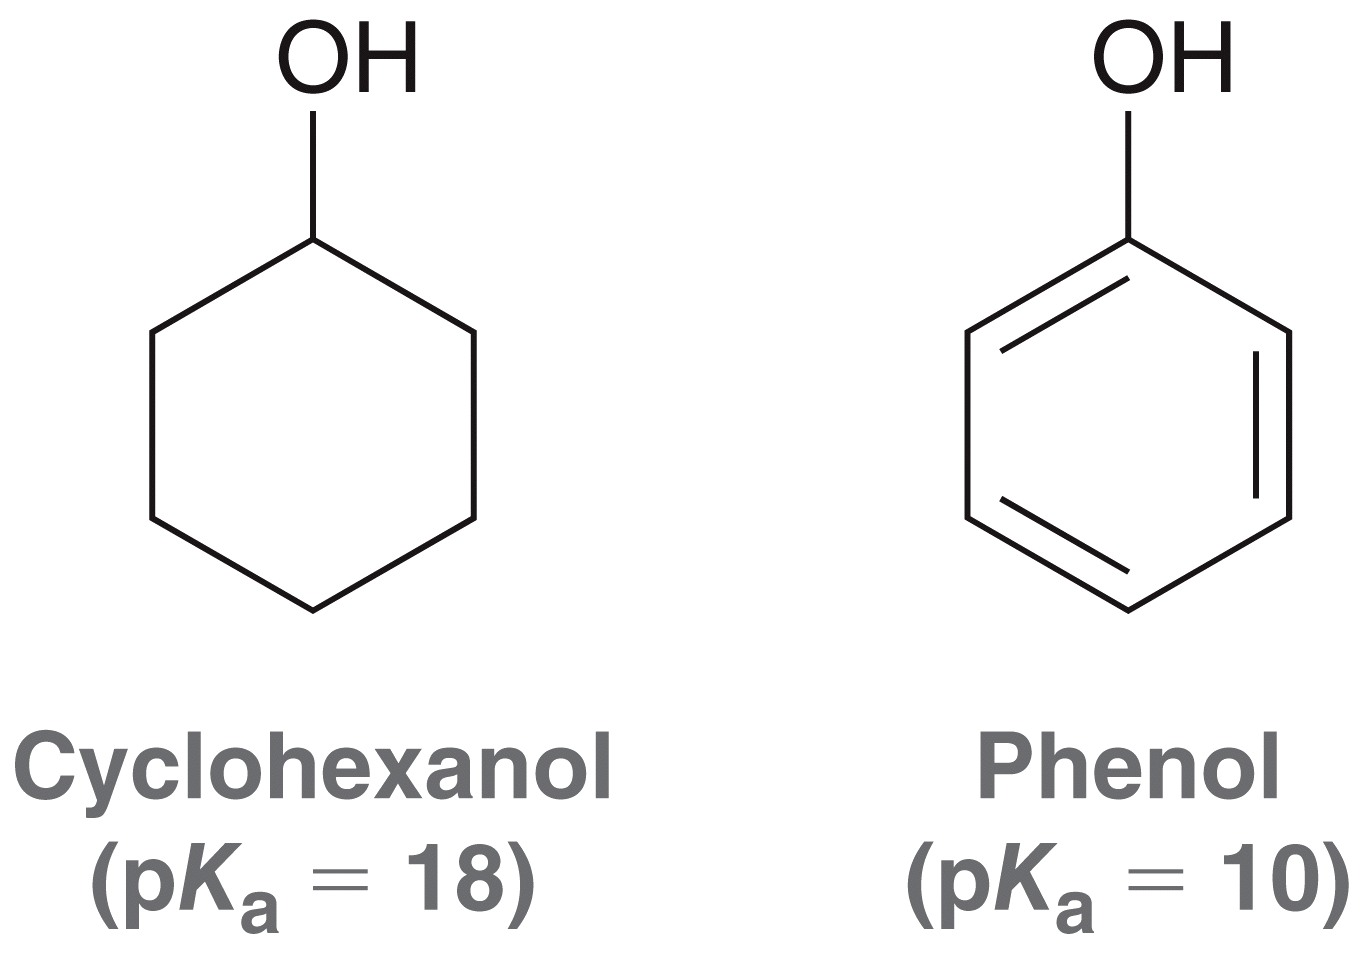 OH
OH
Cyclohexanol
(pKa = 18)
Phenol
(pKa = 10)